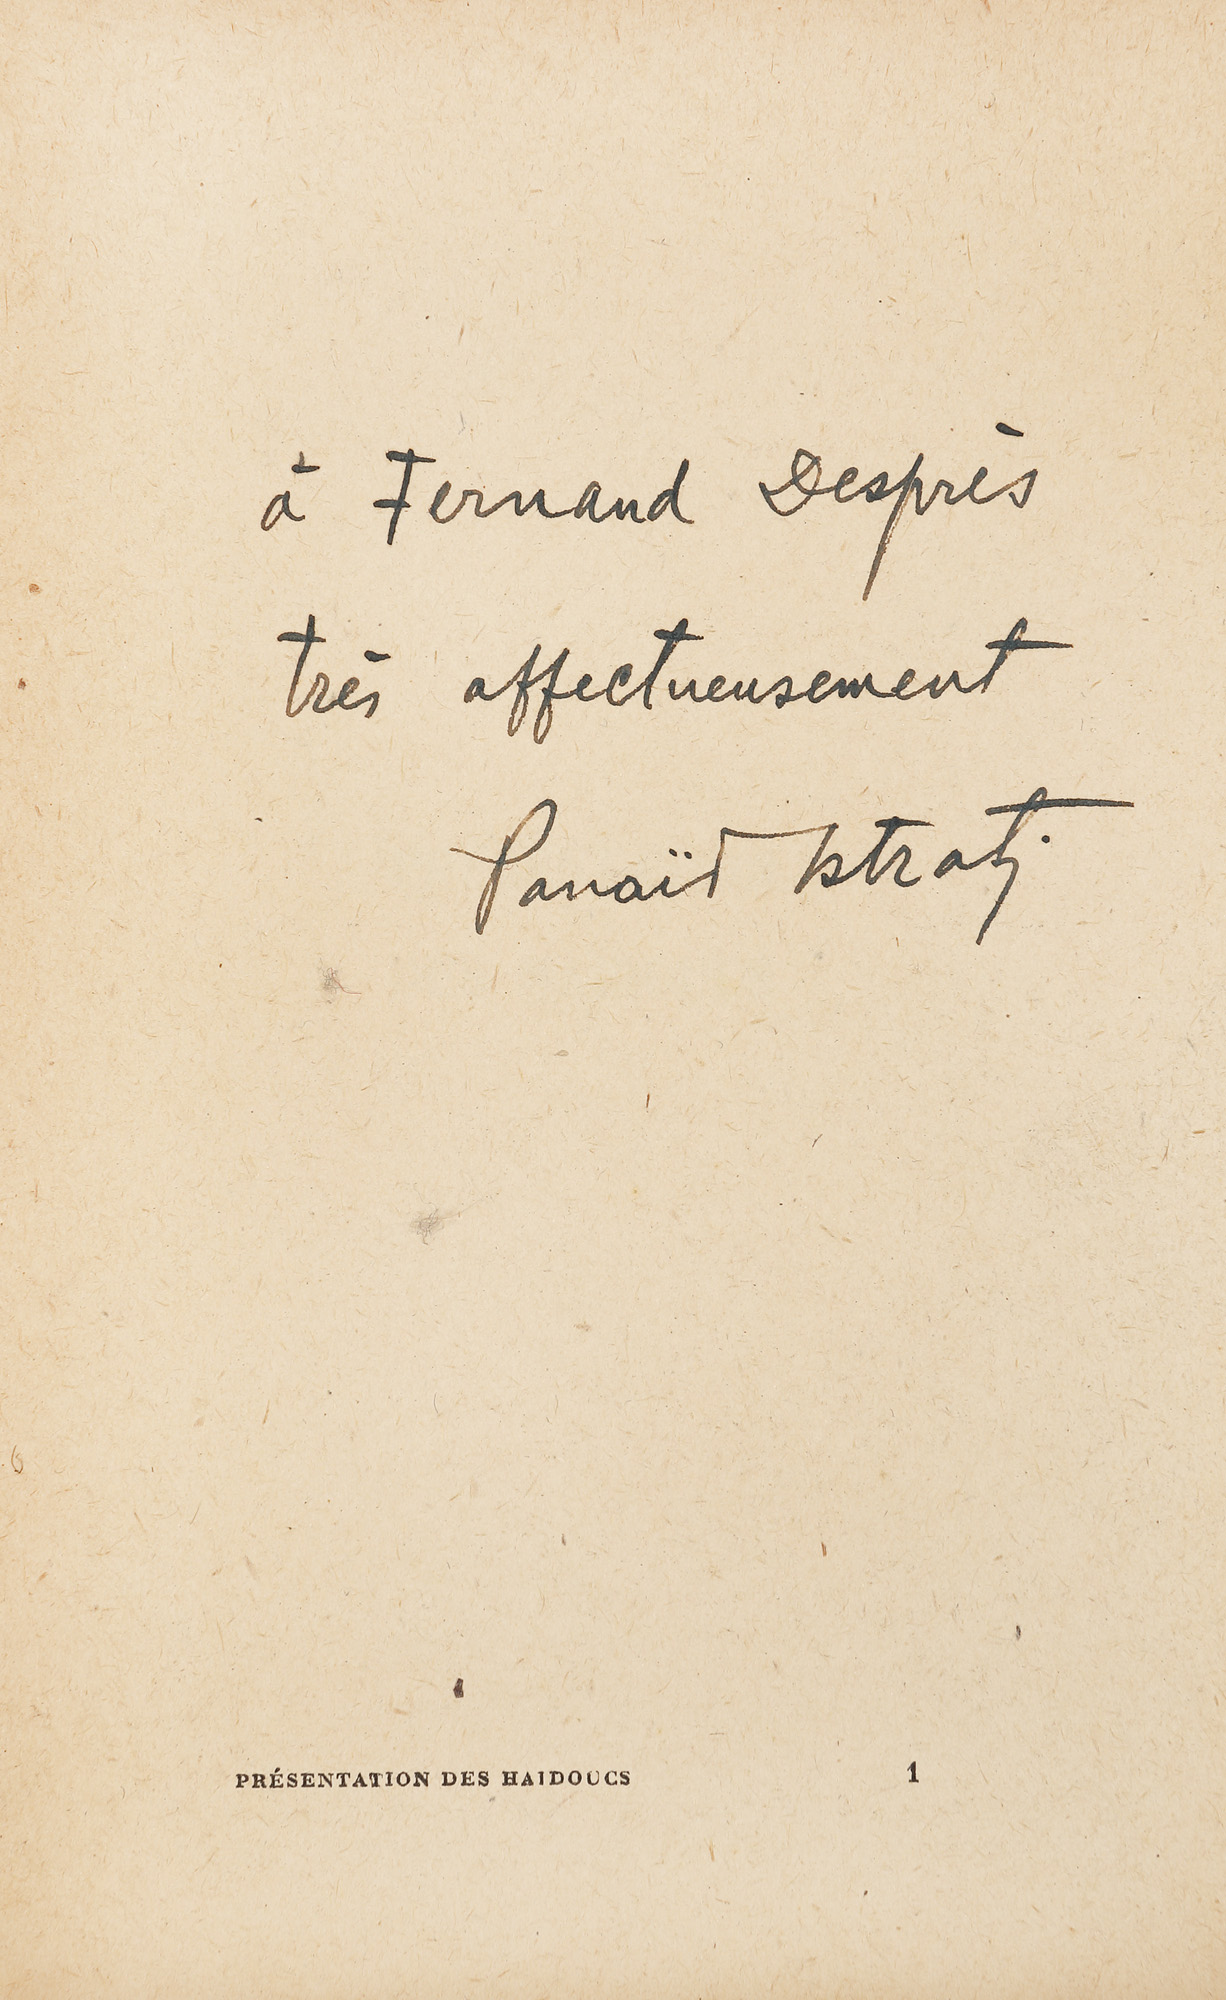 à Fernand Desprès
très affectueusement
Panaït Istrati
PRÉSENTATION DES HAIDOUCS 1